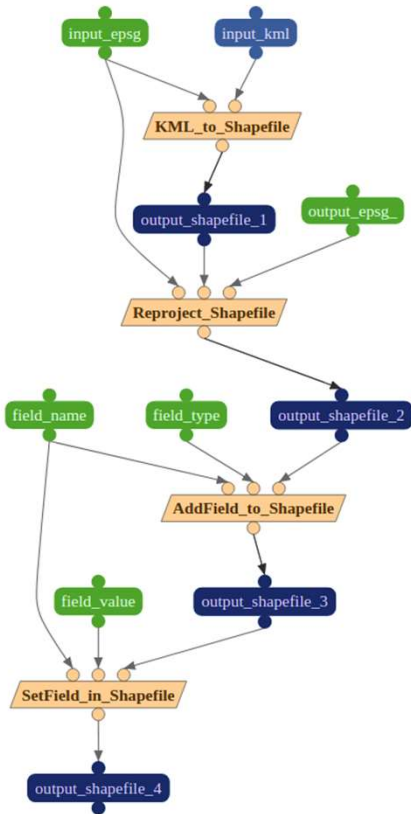 input_epsg
input_kml
KML_to_Shapefile
output_shapefile_1
output_epsg_
Reproject_Shapefile
field_name
field_type
output_shapefile_2
AddField_to_Shapefile
field_value
output_shapefile_3
SetField_in_Shapefile
output_shapefile_4